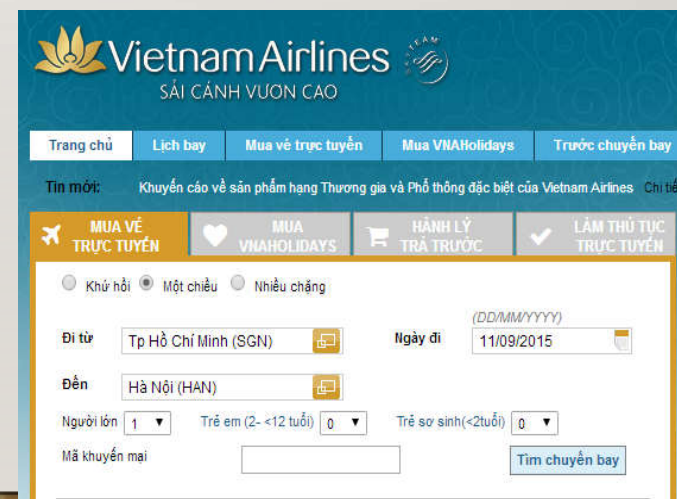 Vietnam Airlines
SẢI CÁNH VƯƠN CAO
Trang chủ Lịch bay Mua vé trực tuyến Mua VNAHolidays Trước chuyến bay
Tin mới: Khuyến cáo về sản phẩm hạng Thương gia và Phổ thông đặc biệt của Vietnam Airlines Chi
MUA VÉ TRỰC TUYẾN
MUA VNAHOLIDAYS
HÀNH LÝ TRẢ TRƯỚC
LÀM THỦ TỤC TRỰC TUYẾN
Khứ hồi Một chiều Nhiều chặng
(DD/MM/YYYY)
Đi từ Tp Hồ Chí Minh (SGN) Ngày đi 11/09/2015
Đến Hà Nội (HAN)
Người lớn 1 Trẻ em (2- <12 tuổi) 0 Trẻ sơ sinh(<2tuổi) 0
Mã khuyến mại Tìm chuyến bay